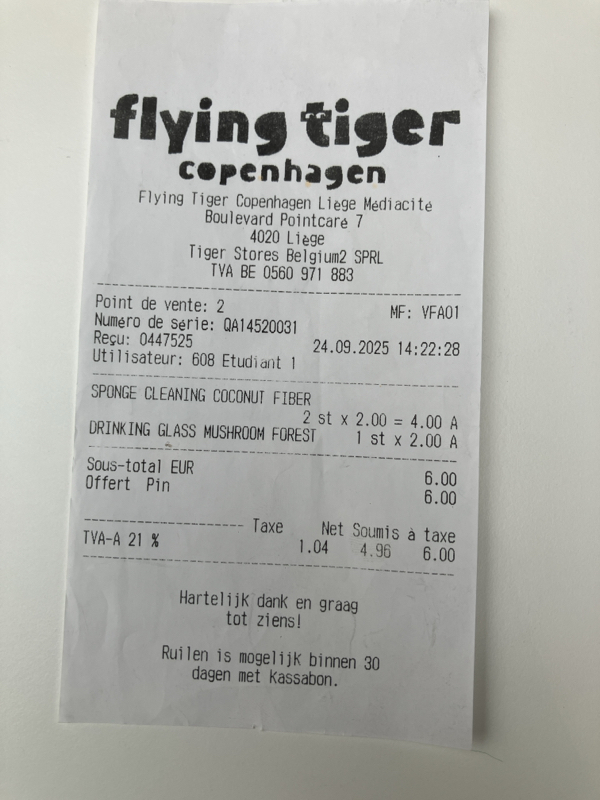 flying tiger
copenhagen
Flying Tiger Copenhagen Liege Médiacité
Boulevard Pointcaré 7
4020 Liège
Tiger Stores Belgium2 SPRL
TVA BE 0560 971 883
Point de vente: 2 MF: VFA01
Numéro de série: QA14520031
Reçu: 0447525 24.09.2025 14:22:28
Utilisateur: 608 Etudiant 1
SPONGE CLEANING COCONUT FIBER
2 st x 2.00 = 4.00 A
DRINKING GLASS MUSHROOM FOREST 1 st x 2.00 A
Sous-total EUR 6.00
Offert Pin 6.00
Taxe Net Soumis à taxe
TVA-A 21 % 1.04 4.96 6.00
Hartelijk dank en graag
tot ziens!
Ruilen is mogelijk binnen 30
dagen met Kassabon.